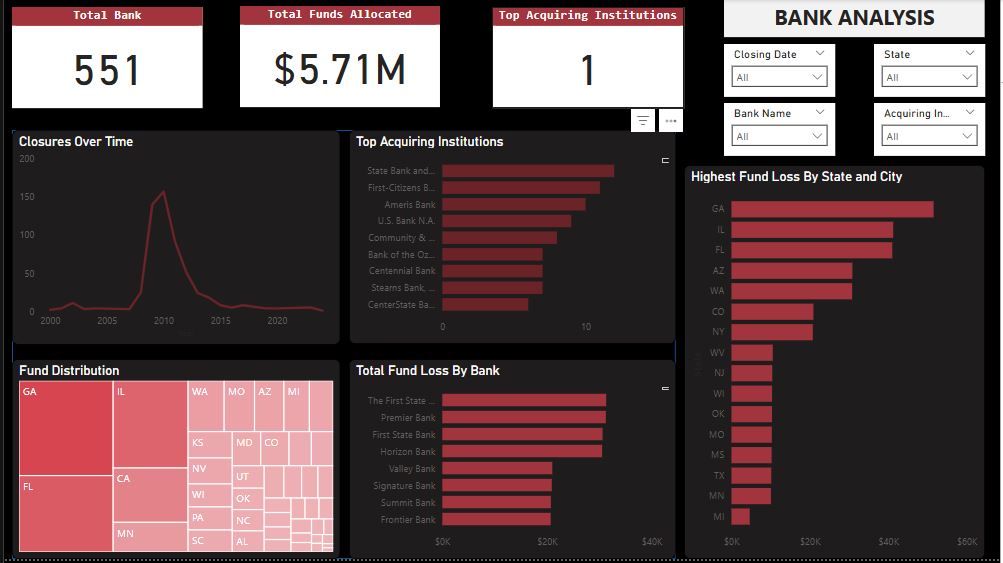 Total Bank
551
Total Funds Allocated
$5.71M
Top Acquiring Institutions
1
BANK ANALYSIS
Closing Date
All
State
All
Bank Name
All
Acquiring In...
All
Closures Over Time
200
150
100
50
0
2000
2005
2010
2015
2020
Top Acquiring Institutions
State Bank and...
First-Citizens B...
Ameris Bank
U.S. Bank N.A.
Community & ...
Bank of the Oz...
Centennial Bank
Stearns Bank, ...
CenterState Ba...
0
10
Highest Fund Loss By State and City
GA
IL
FL
AZ
WA
CO
NY
WV
NJ
WI
OK
MO
MS
TX
MN
MI
$0K
$20K
$40K
$60K
Fund Distribution
GA
FL
IL
CA
MN
WA
MO
AZ
MI
KS
MD
CO
NV
UT
WI
OK
PA
NC
SC
AL
Total Fund Loss By Bank
The First State ...
Premier Bank
First State Bank
Horizon Bank
Valley Bank
Signature Bank
Summit Bank
Frontier Bank
$0K
$20K
$40K